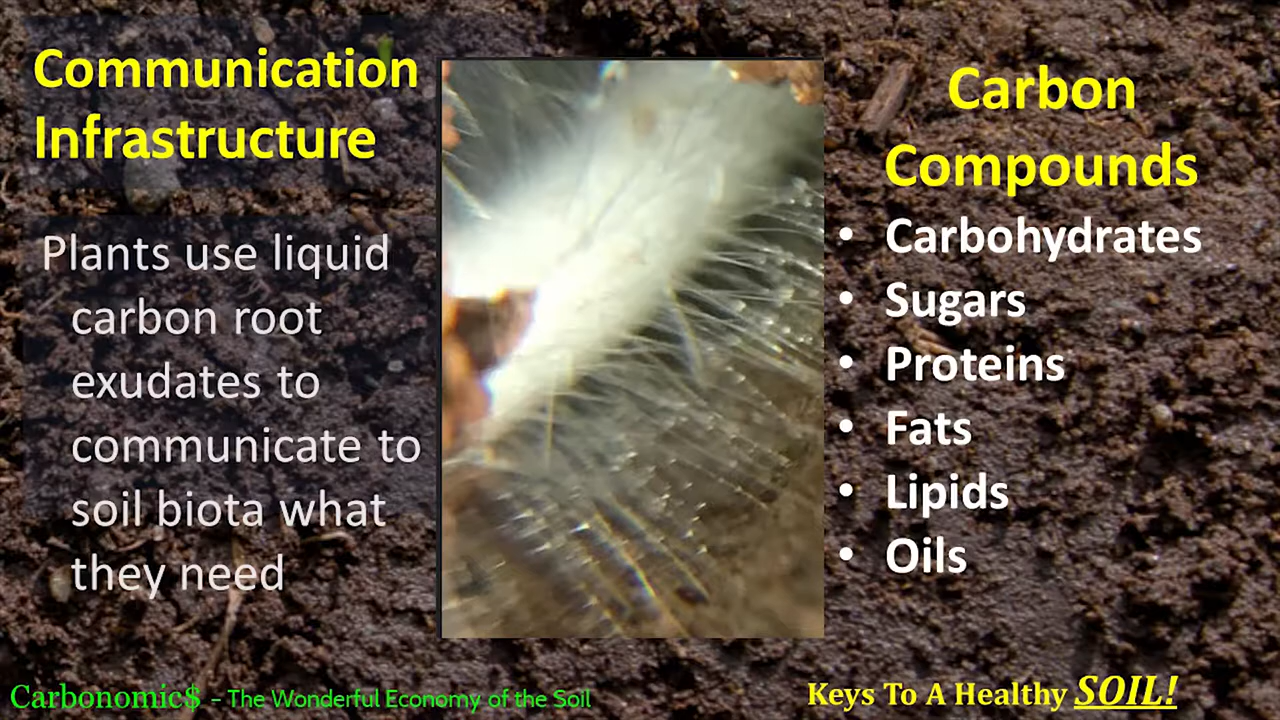 Communication
Infrastructure
Plants use liquid
carbon root
exudates to
communicate to
soil biota what
they need
Carbon
Compounds
• Carbohydrates
• Sugars
• Proteins
• Fats
• Lipids
• Oils
Carbonomic$ – The Wonderful Economy of the Soil
Keys To A Healthy SOIL!